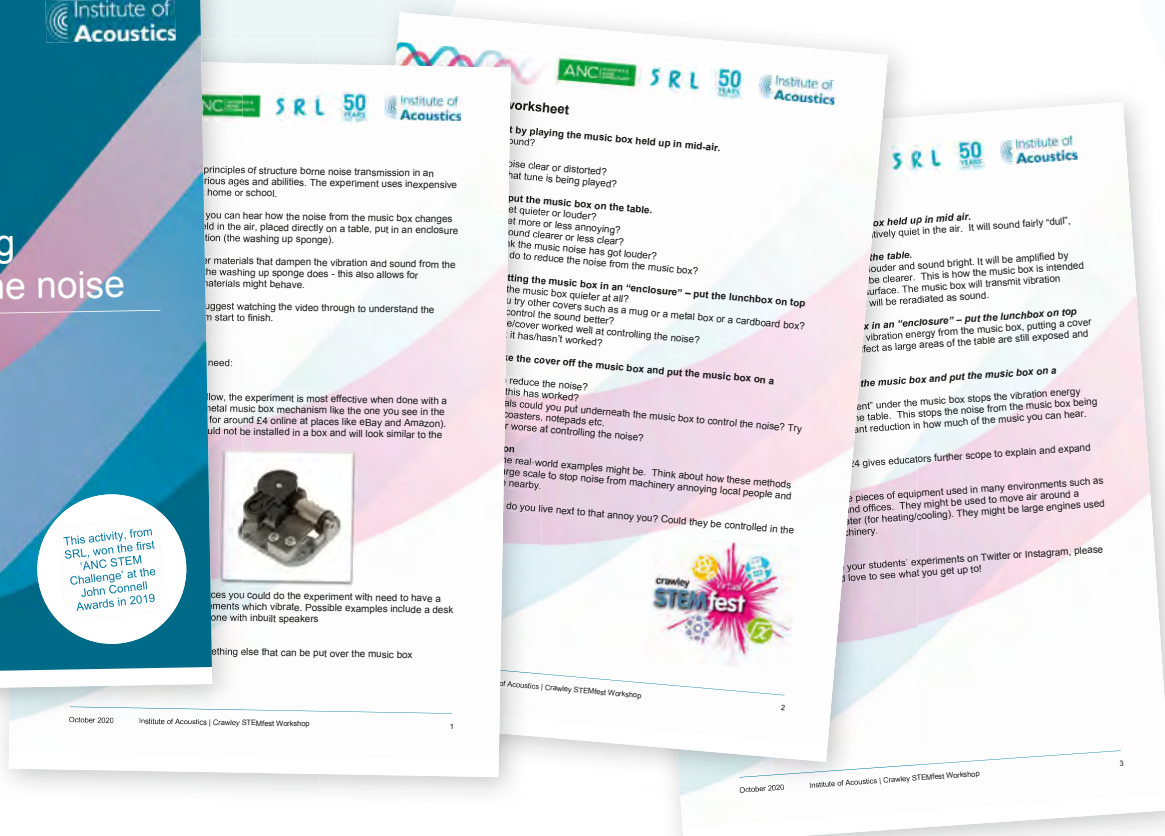 Institute of
Acoustics
g
e noise
This activity, from
SRL, won the first
‘ANC STEM
Challenge’ at the
John Connell
Awards in 2019
NC
S R L
50
YEARS
Institute of
Acoustics
principles of structure borne noise transmission in an
rious ages and abilities. The experiment uses inexpensive
home or school.
you can hear how the noise from the music box changes
eld in the air, placed directly on a table, put in an enclosure
tion (the washing up sponge).
er materials that dampen the vibration and sound from the
the washing up sponge does - this also allows for
materials might behave.
uggest watching the video through to understand the
m start to finish.
need:
llow, the experiment is most effective when done with a
metal music box mechanism like the one you see in the
for around £4 online at places like eBay and Amazon).
uld not be installed in a box and will look similar to the
ces you could do the experiment with need to have a
ements which vibrate. Possible examples include a desk
one with inbuilt speakers
ething else that can be put over the music box
October 2020 Institute of Acoustics | Crawley STEMfest Workshop 1
ANC
S R L
50
YEARS
Institute of
Acoustics
worksheet
t by playing the music box held up in mid-air.
ound?
oise clear or distorted?
hat tune is being played?
put the music box on the table.
et quieter or louder?
et more or less annoying?
ound clearer or less clear?
nk the music noise has got louder?
do to reduce the noise from the music box?
tting the music box in an “enclosure” – put the lunchbox on top
the music box quieter at all?
u try other covers such as a mug or a metal box or a cardboard box?
control the sound better?
e/cover worked well at controlling the noise?
it has/hasn’t worked?
ke the cover off the music box and put the music box on a
reduce the noise?
this has worked?
als could you put underneath the music box to control the noise? Try
coasters, notepads etc.
r worse at controlling the noise?
on
he real-world examples might be. Think about how these methods
arge scale to stop noise from machinery annoying local people and
nearby.
do you live next to that annoy you? Could they be controlled in the
crawley
STEMfest
of Acoustics | Crawley STEMfest Workshop
2
S R L
50
YEARS
Institute of
Acoustics
ox held up in mid air.
tively quiet in the air. It will sound fairly “dull”,
the table.
louder and sound bright. It will be amplified by
be clearer. This is how the music box is intended
surface. The music box will transmit vibration
will be reradiated as sound.
x in an “enclosure” – put the lunchbox on top
vibration energy from the music box, putting a cover
ffect as large areas of the table are still exposed and
the music box and put the music box on a
ent” under the music box stops the vibration energy
he table. This stops the noise from the music box being
ant reduction in how much of the music you can hear.
24 gives educators further scope to explain and expand
e pieces of equipment used in many environments such as
and offices. They might be used to move air around a
ater (for heating/cooling). They might be large engines used
chinery.
your students’ experiments on Twitter or Instagram, please
d love to see what you get up to!
October 2020 Institute of Acoustics | Crawley STEMfest Workshop
3